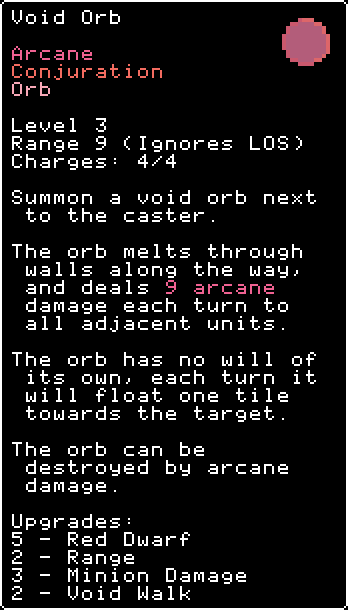 Void Orb
Arcane
Conjuration
Orb
Level 3
Range 9 (Ignores LOS)
Charges: 4/4
Summon a void orb next
to the caster.
The orb melts through
walls along the way,
and deals 9 arcane
damage each turn to
all adjacent units.
The orb has no will of
its own, each turn it
will float one tile
towards the target.
The orb can be
destroyed by arcane
damage.
Upgrades:
5 - Red Dwarf
2 - Range
3 - Minion Damage
2 - Void Walk